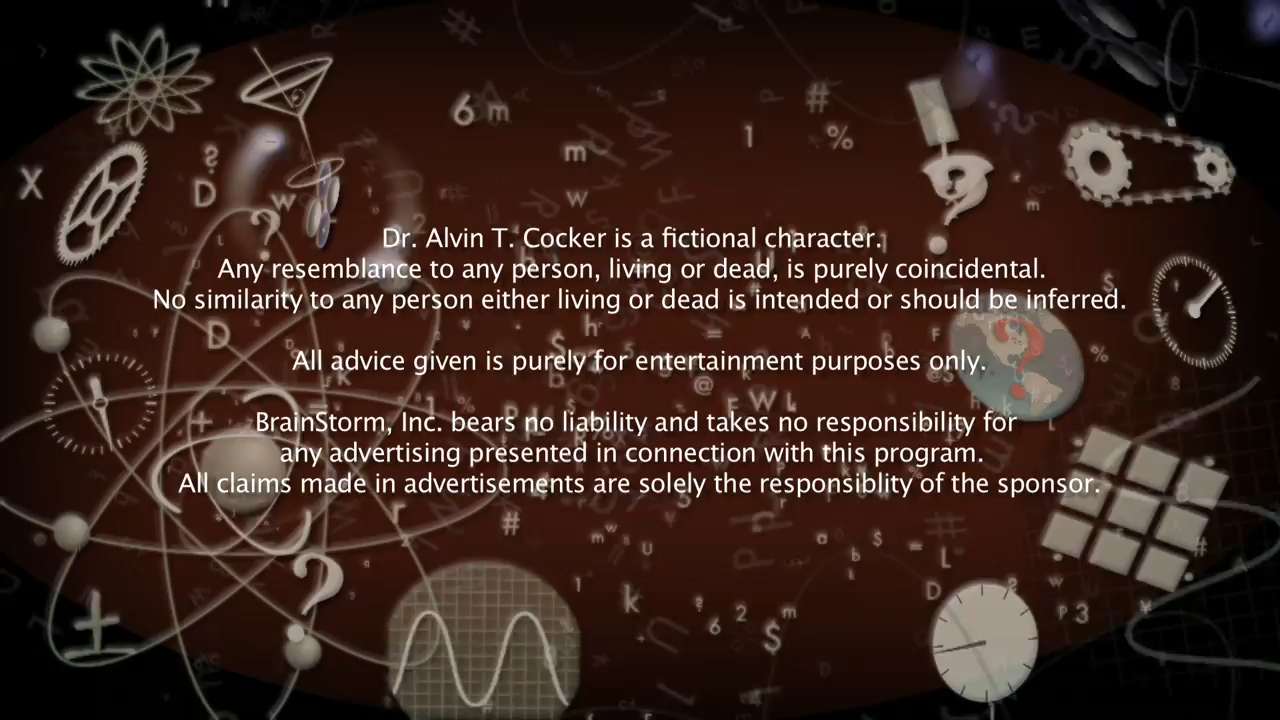 Dr. Alvin T. Cocker is a fictional character.
Any resemblance to any person, living or dead, is purely coincidental.
No similarity to any person either living or dead is intended or should be inferred.
All advice given is purely for entertainment purposes only.
BrainStorm, Inc. bears no liability and takes no responsibility for
any advertising presented in connection with this program.
All claims made in advertisements are solely the responsiblity of the sponsor.